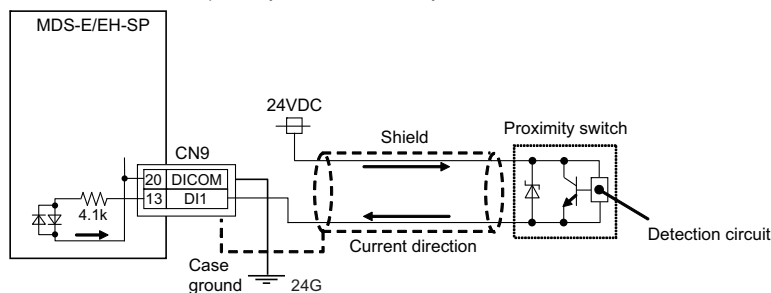 MDS-E/EH-SP
24VDC
Shield
Proximity switch
CN9
20 DICOM
13 DI1
4.1k
Current direction
Detection circuit
Case
ground
24G